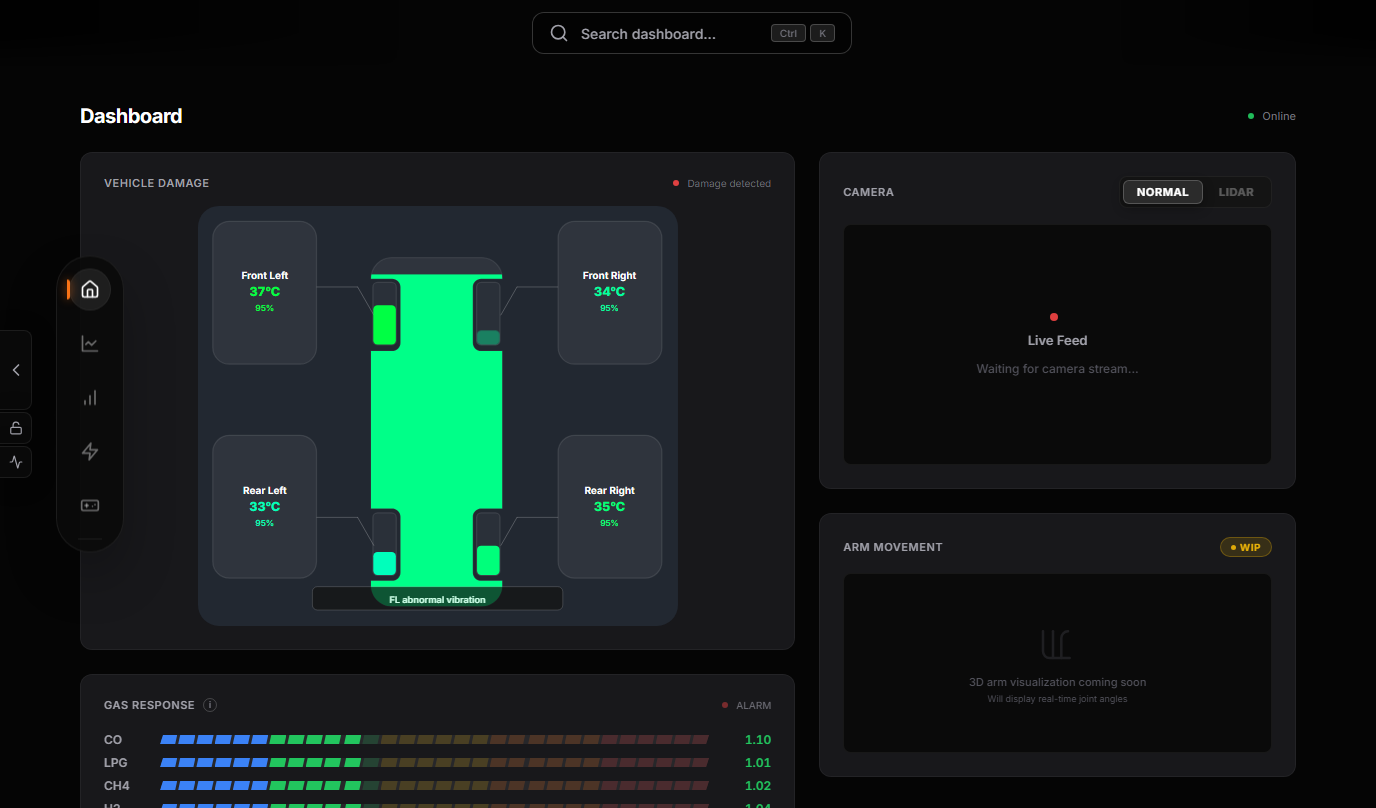 Search dashboard...
Ctrl
K
Dashboard
Online
VEHICLE DAMAGE
Damage detected
Front Left
37°C
95%
Front Right
34°C
95%
Rear Left
33°C
95%
Rear Right
35°C
95%
FL abnormal vibration
CAMERA
NORMAL
LIDAR
Live Feed
Waiting for camera stream...
ARM MOVEMENT
WIP
3D arm visualization coming soon
Will display real-time joint angles
GAS RESPONSE
ALARM
CO
1.10
LPG
1.01
CH4
1.02